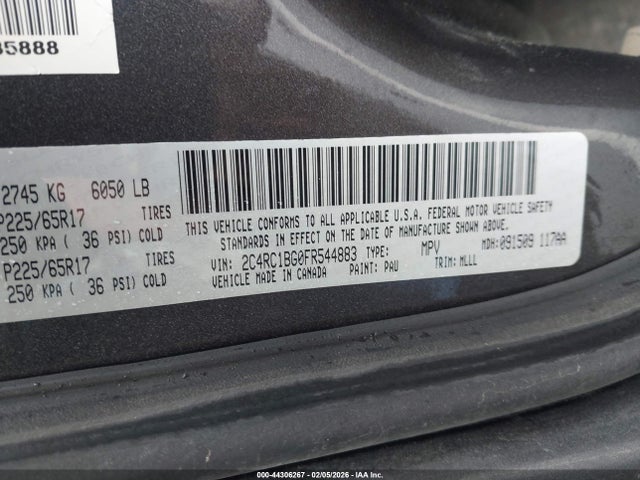 35888
2745 KG 6050 LB
P225/65R17 TIRES
250 KPA ( 36 PSI) COLD
P225/65R17 TIRES
250 KPA ( 36 PSI) COLD
THIS VEHICLE CONFORMS TO ALL APPLICABLE U.S.A. FEDERAL MOTOR VEHICLE SAFETY
STANDARDS IN EFFECT ON THE DATE OF MANUFACTURE SHOWN ABOVE.
VIN: 2C4RC1BG0FR544883 TYPE: MPV MDH: 091509 117AA
VEHICLE MADE IN CANADA PAINT: PAU TRIM: MLLL
000-44306267 - 02/05/2026 - IAAI, Inc.